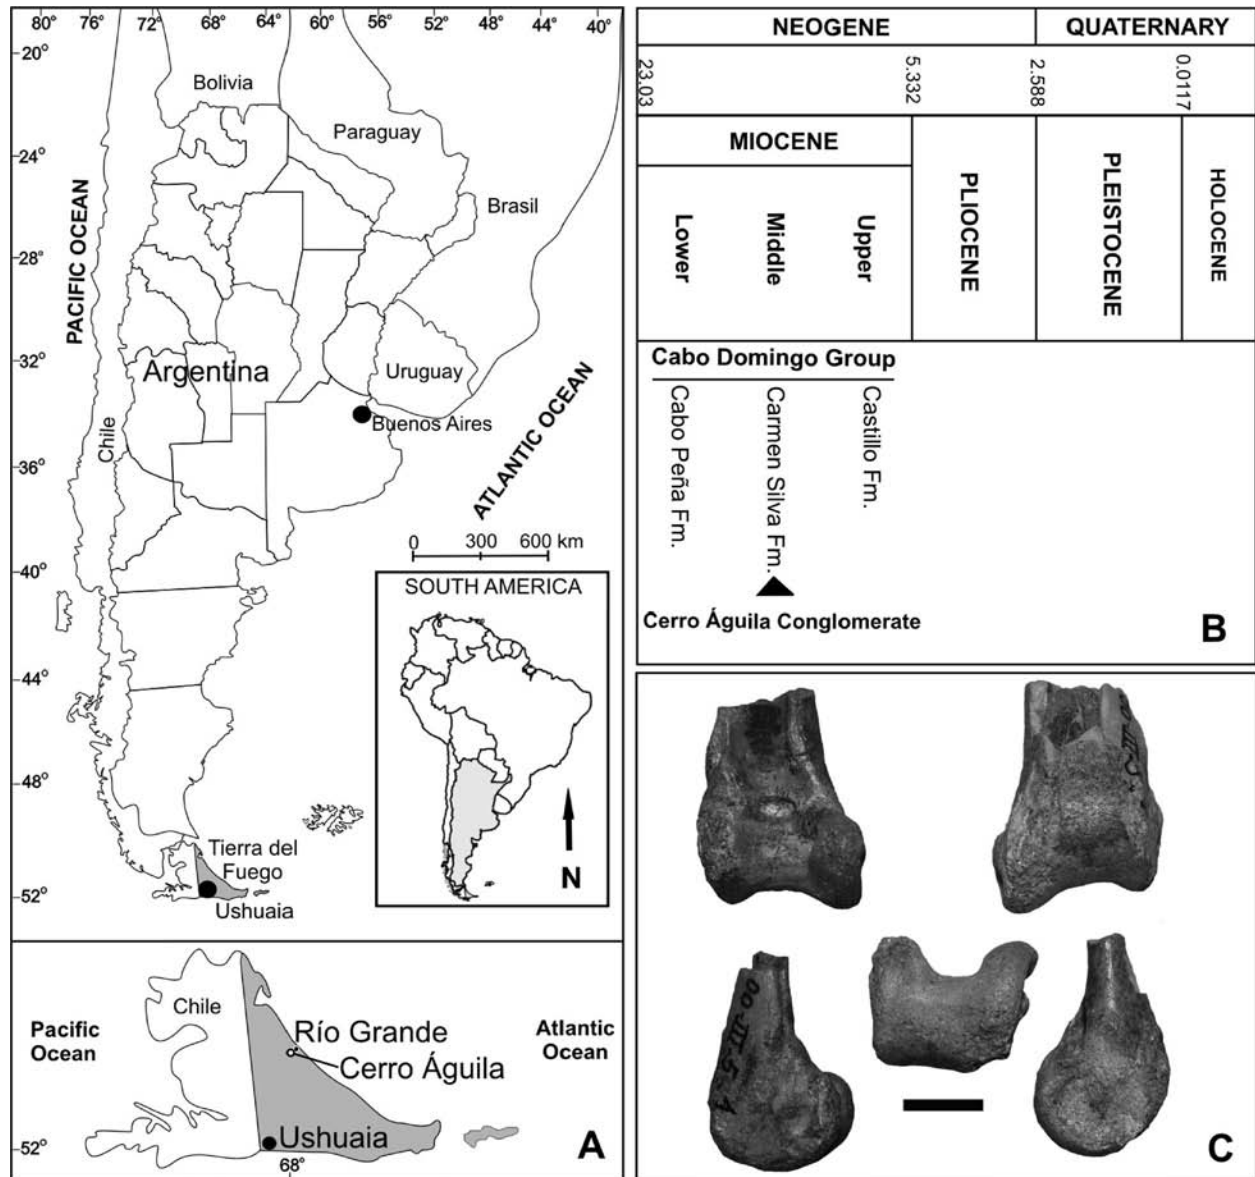 80° 76° 72° 68° 64° 60° 56° 52° 48° 44° 40°
20°
24°
28°
32°
36°
40°
44°
48°
52°
Bolivia
Paraguay
Brasil
PACIFIC OCEAN
Argentina
Uruguay
Chile
Buenos Aires
ATLANTIC OCEAN
0 300 600 km
SOUTH AMERICA
N
Tierra del
Fuego
Ushuaia
Chile
Pacific
Ocean
Río Grande
Cerro Águila
Atlantic
Ocean
Ushuaia
52°
68°
A
NEOGENE QUATERNARY
23.03 5.332 2.588 0.0117
MIOCENE
Lower Middle Upper
PLIOCENE
PLEISTOCENE
HOLOCENE
Cabo Domingo Group
Cabo Peña Fm.
Carmen Silva Fm.
Castillo Fm.
Cerro Águila Conglomerate
B
C